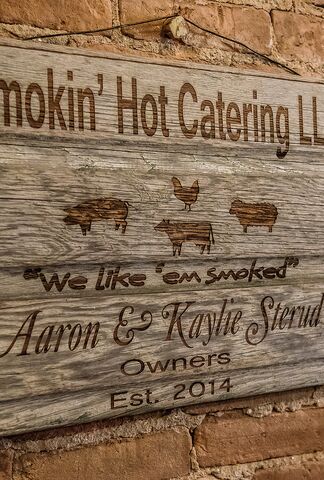 mokin' Hot Catering LL
"We like 'em smoked"
Aaron & Kaylie Sterud
Owners
Est. 2014